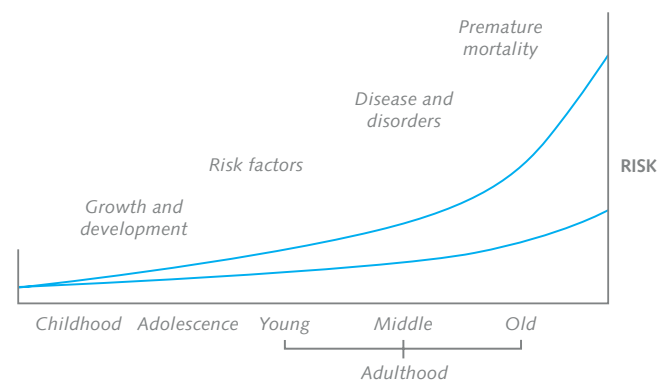 Premature
mortality
Disease and
disorders
Risk factors
RISK
Growth and
development
Childhood Adolescence Young Middle Old
Adulthood